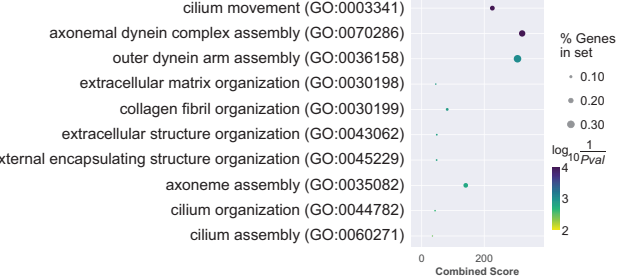 cilium movement (GO:0003341)
axonemal dynein complex assembly (GO:0070286)
outer dynein arm assembly (GO:0036158)
extracellular matrix organization (GO:0030198)
collagen fibril organization (GO:0030199)
extracellular structure organization (GO:0043062)
xternal encapsulating structure organization (GO:0045229)
axoneme assembly (GO:0035082)
cilium organization (GO:0044782)
cilium assembly (GO:0060271)
0 200
Combined Score
% Genes
in set
0.10
0.20
0.30
log10 1/Pval
4
3
2